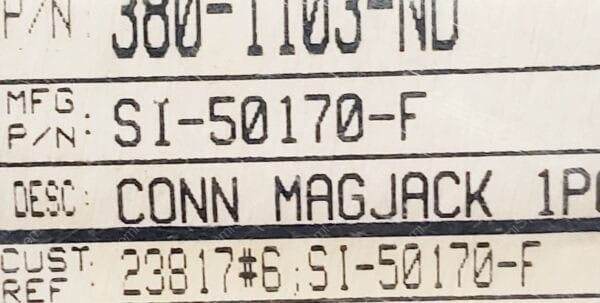 P/N: 380-1103-ND
MFG
P/N: SI-50170-F
DESC: CONN MAGJACK 1P
CUST
REF: 23817#6;SI-50170-F